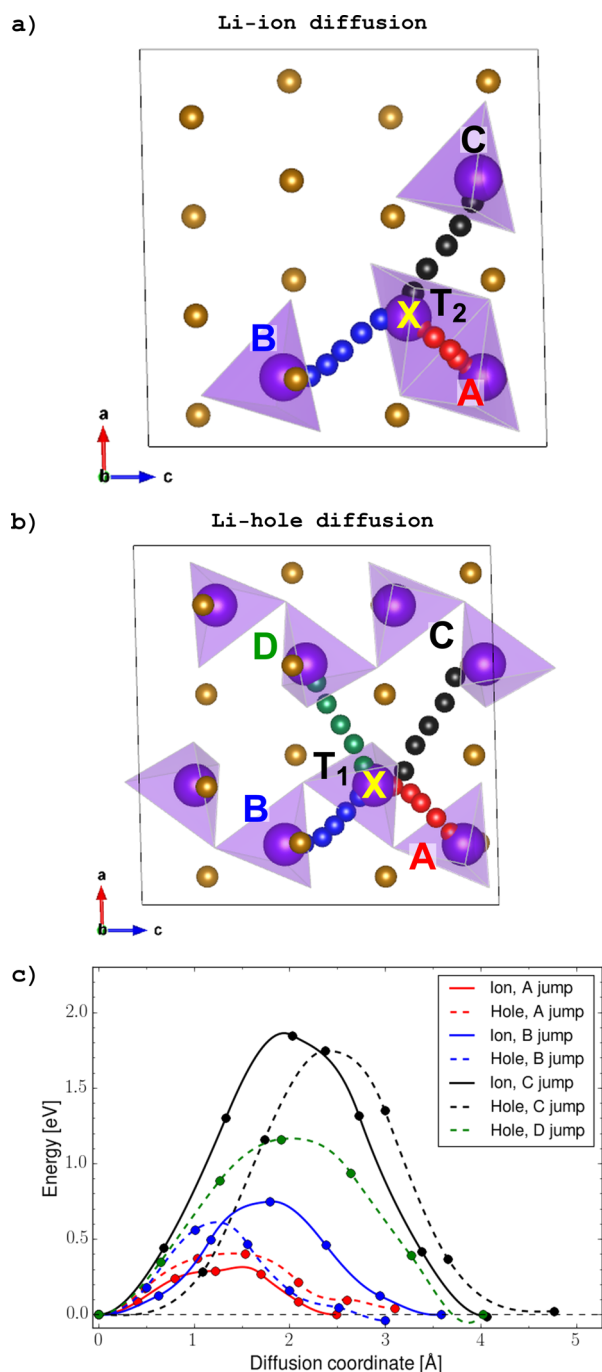 a) Li-ion diffusion
C
X T₂
B
A
a
b c
b) Li-hole diffusion
D C
T₁
X
B
A
a
b c
c)
Ion, A jump
Hole, A jump
Ion, B jump
Hole, B jump
Ion, C jump
Hole, C jump
Hole, D jump
Energy [eV]
2.0
1.5
1.0
0.5
0.0
0 1 2 3 4 5
Diffusion coordinate [Å]